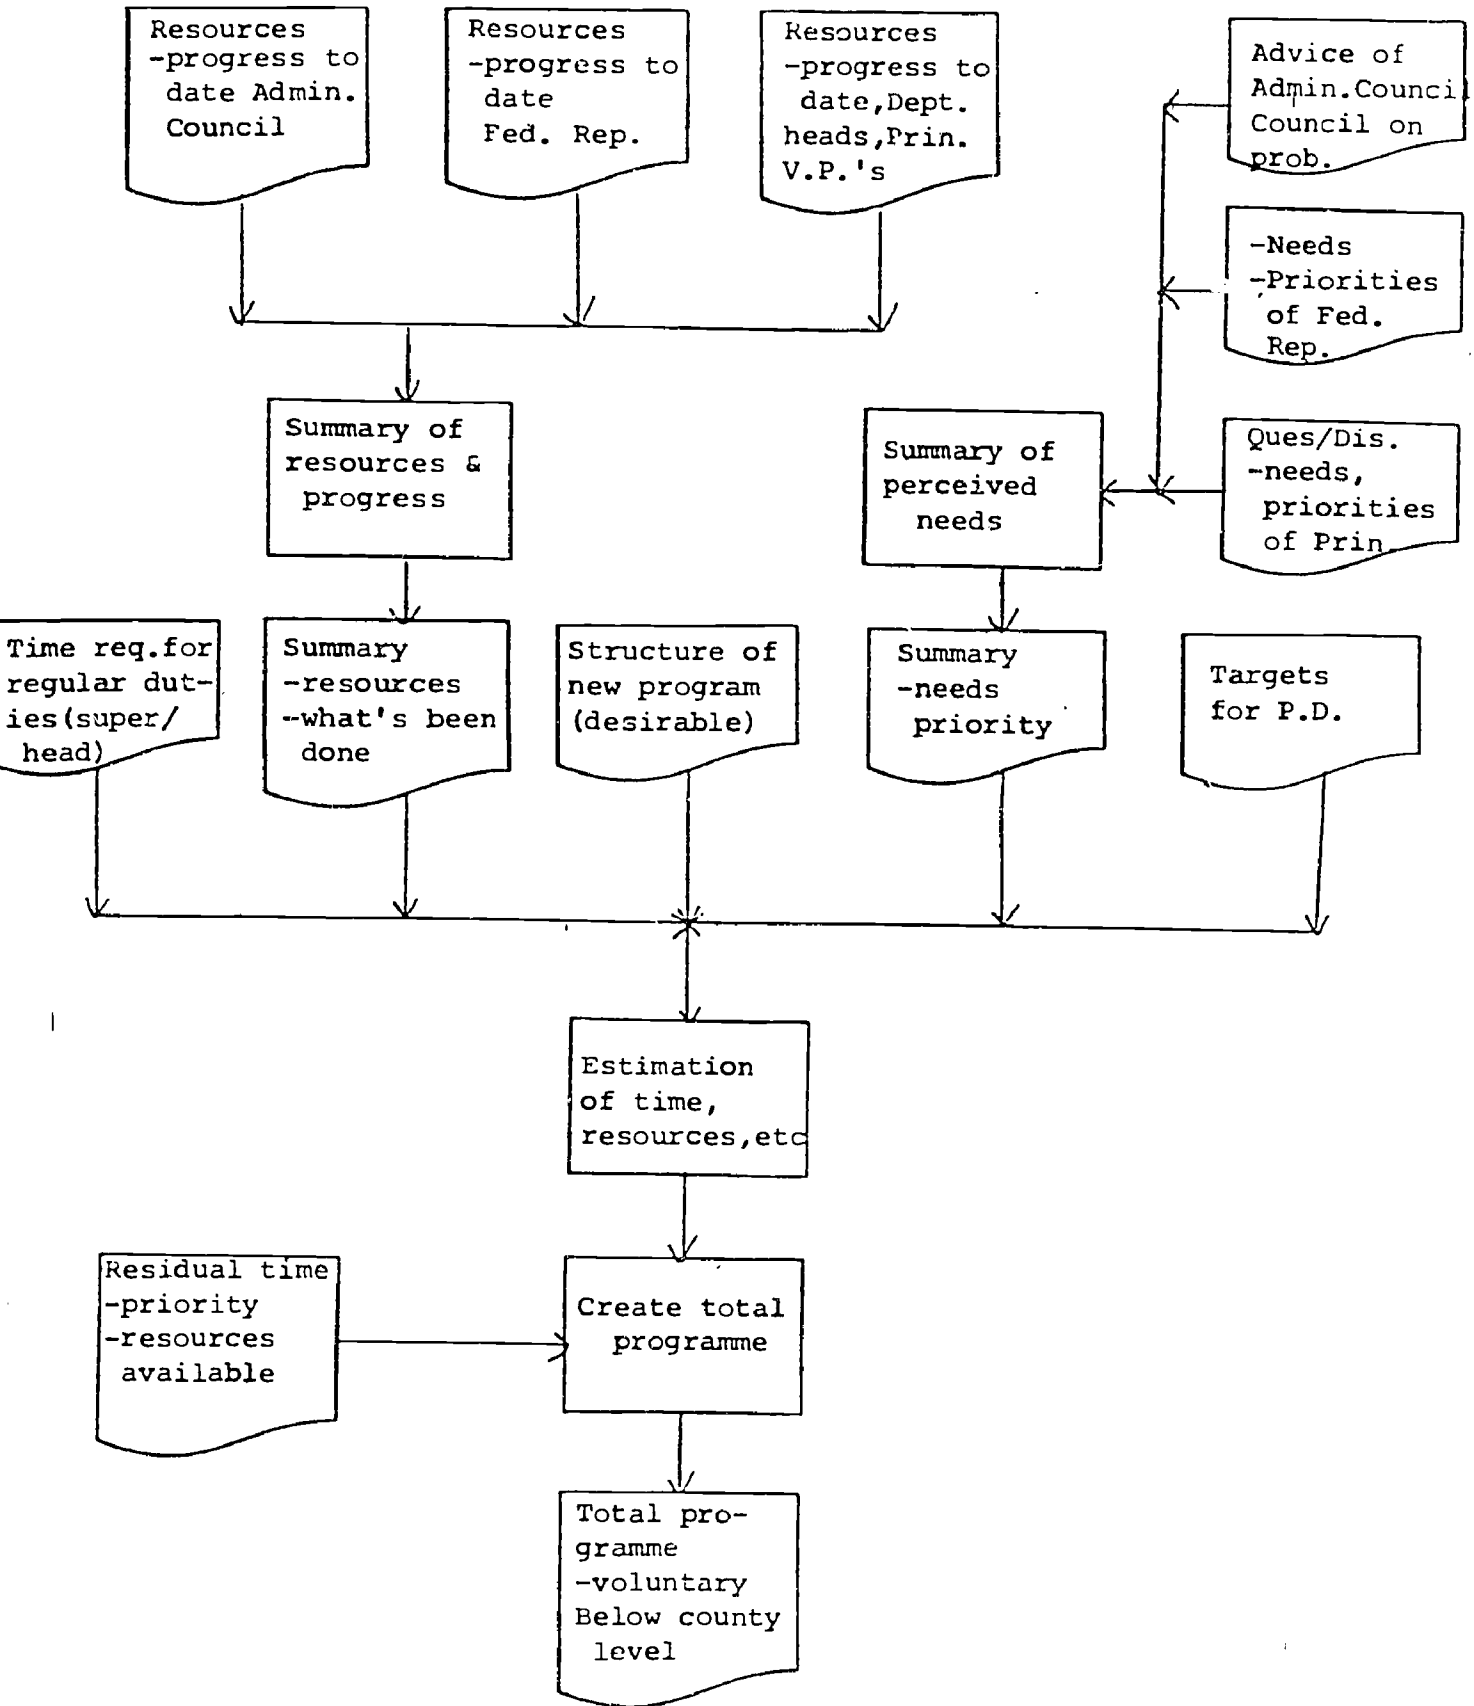 Resources
-progress to
date Admin.
Council
Resources
-progress to
date
Fed. Rep.
Resources
-progress to
date,Dept.
heads,Prin.
V.P.'s
Advice of
Admin.Council
Council on
prob.
-Needs
-Priorities
of Fed.
Rep.
Summary of
resources &
progress
Summary of
perceived
needs
Ques/Dis.
-needs,
priorities
of Prin.
Time req.for
regular dut-
ies(super/
head)
Summary
-resources
-what's been
done
Structure of
new program
(desirable)
Summary
-needs
priority
Targets
for P.D.
Estimation
of time,
resources,etc
Residual time
-priority
-resources
available
Create total
programme
Total pro-
gramme
-voluntary
Below county
level